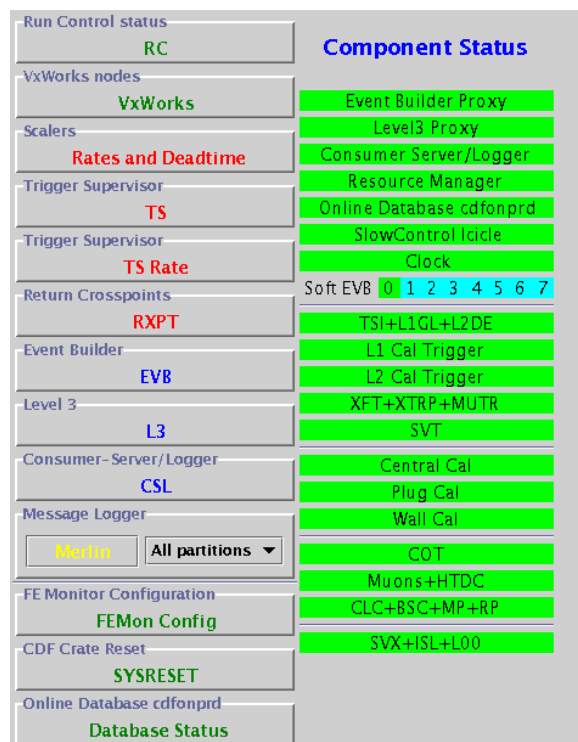 Run Control status
RC
VxWorks nodes
VxWorks
Scalers
Rates and Deadtime
Trigger Supervisor
TS
Trigger Supervisor
TS Rate
Return Crosspoints
RXPT
Event Builder
EVB
Level 3
L3
Consumer-Server/Logger
CSL
Message Logger
Merlin
All partitions
FE Monitor Configuration
FEMon Config
CDF Crate Reset
SYSRESET
Online Database cdfonprd
Database Status
Component Status
Event Builder Proxy
Level3 Proxy
Consumer Server/Logger
Resource Manager
Online Database cdfonprd
SlowControl Icicle
Clock
Soft EVB 0 1 2 3 4 5 6 7
TSI+L1GL+L2DE
L1 Cal Trigger
L2 Cal Trigger
XFT+XTRP+MUTR
SVT
Central Cal
Plug Cal
Wall Cal
COT
Muons+HTDC
CLC+BSC+MP+RP
SVX+ISL+L00